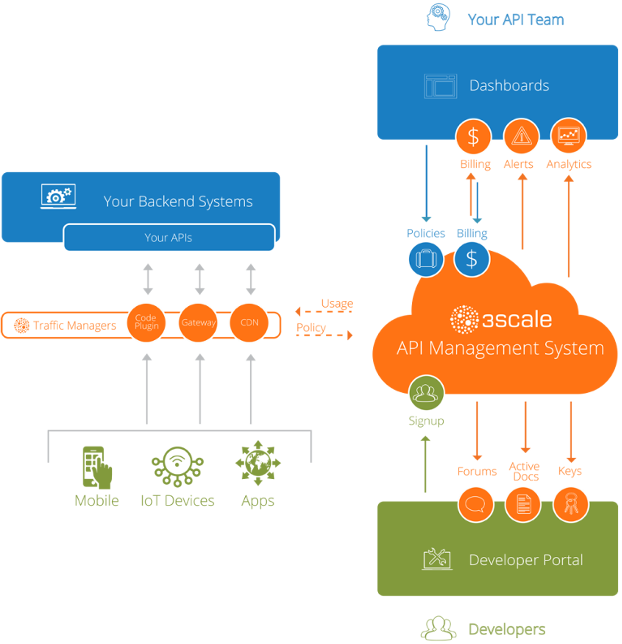 Your API Team
Dashboards
Billing
Alerts
Analytics
Your Backend Systems
Your APIs
Policies
Billing
Traffic Managers
Code
Plugin
Gateway
CDN
Usage
Policy
3scale
API Management System
Signup
Mobile
IoT Devices
Apps
Forums
Active
Docs
Keys
Developer Portal
Developers